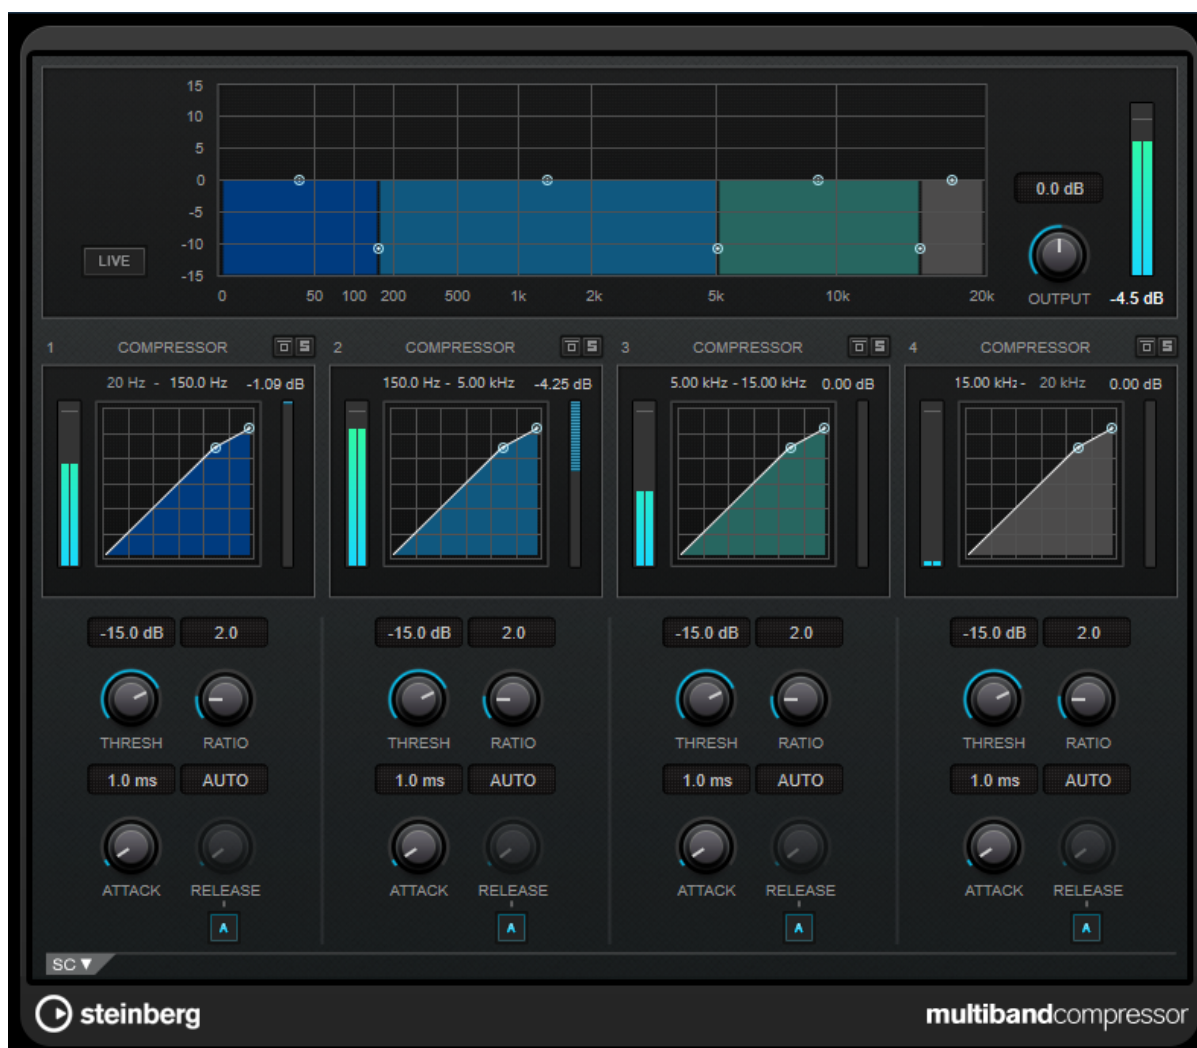 15
10
5
0
-5
-10
-15
LIVE
0 50 100 200 500 1k 2k 5k 10k 20k
0.0 dB
OUTPUT -4.5 dB
1 COMPRESSOR S 2 COMPRESSOR S 3 COMPRESSOR S 4 COMPRESSOR S
20 Hz - 150.0 Hz -1.09 dB 150.0 Hz - 5.00 kHz -4.25 dB 5.00 kHz - 15.00 kHz 0.00 dB 15.00 kHz - 20 kHz 0.00 dB
-15.0 dB 2.0 -15.0 dB 2.0 -15.0 dB 2.0 -15.0 dB 2.0
THRESH RATIO THRESH RATIO THRESH RATIO THRESH RATIO
1.0 ms AUTO 1.0 ms AUTO 1.0 ms AUTO 1.0 ms AUTO
ATTACK RELEASE ATTACK RELEASE ATTACK RELEASE ATTACK RELEASE
A A A A
SC ▼
steinberg multibandcompressor